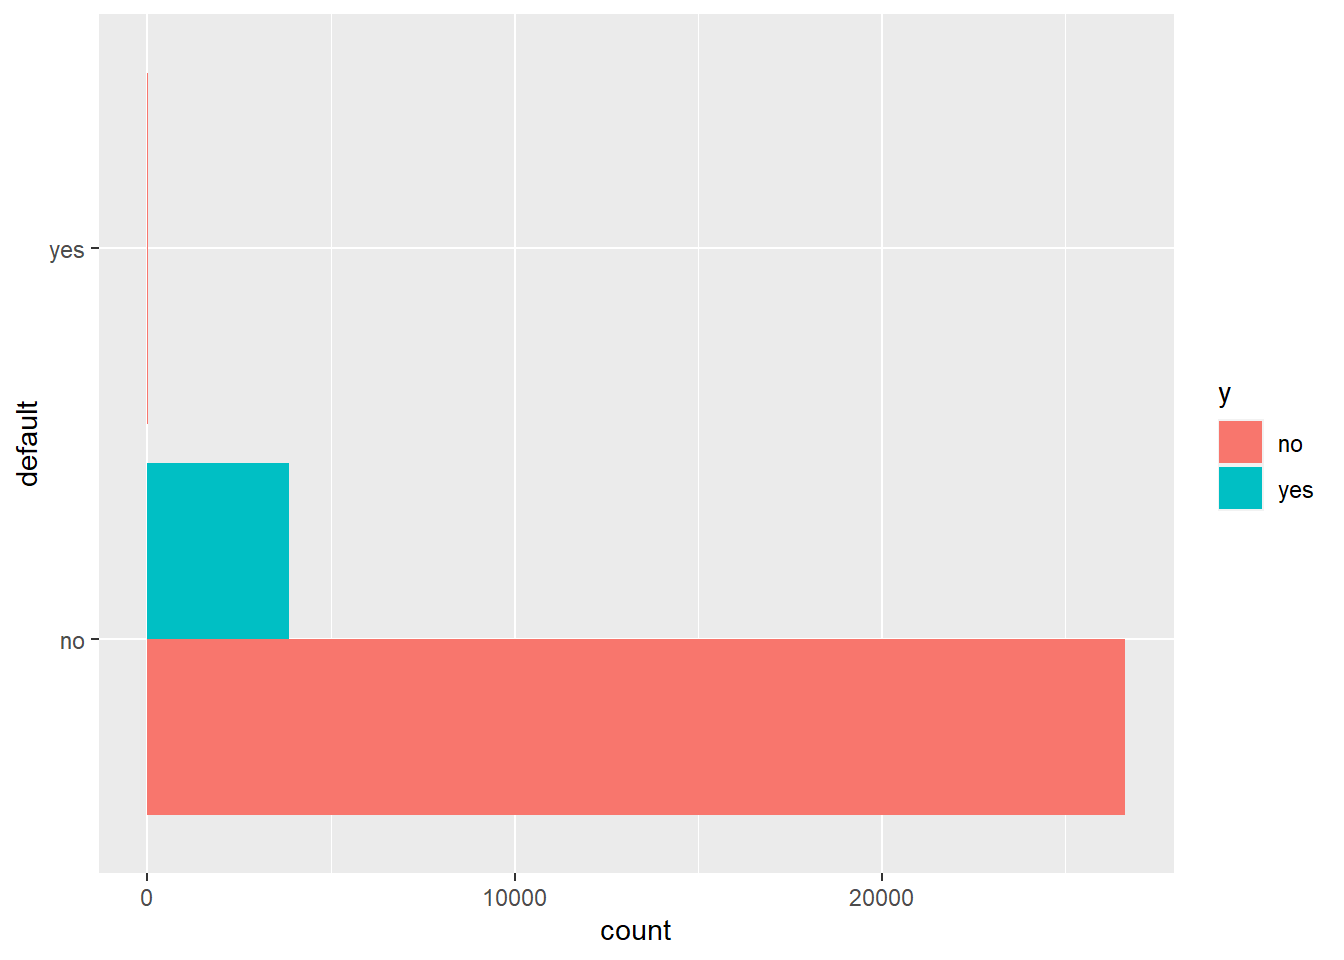 yes
no
default
0
10000
20000
count
y
no
yes